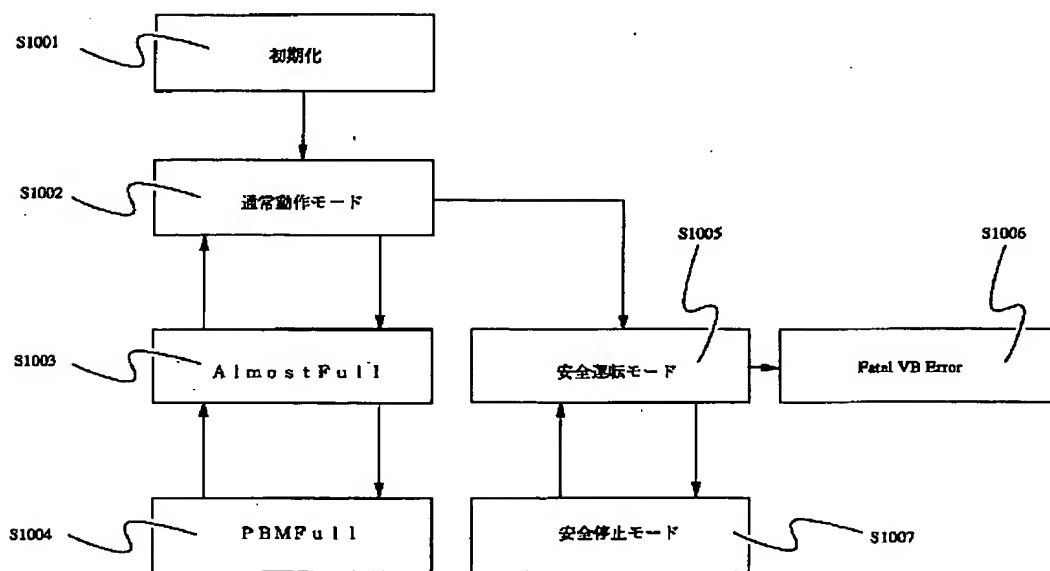 S1001
初期化
S1002
通常動作モード
S1005
S1006
S1003
AlmostFull
安全運転モード
Fatal VB Error
S1004
PBMFull
安全停止モード
S1007